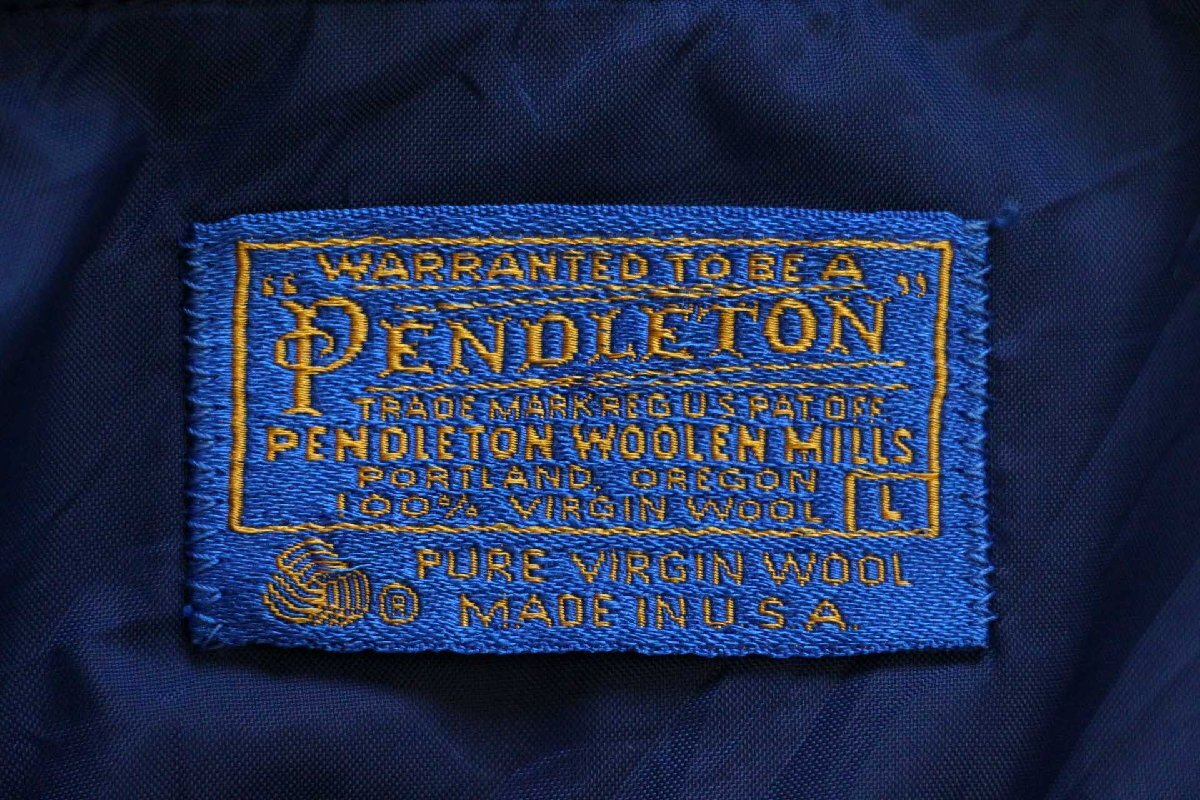 WARRANTED TO BE A
"PENDLETON"
TRADE MARK REG U S PAT. OFF.
PENDLETON WOOLEN MILLS
PORTLAND, OREGON
100% VIRGIN WOOL
L
PURE VIRGIN WOOL
® MADE IN U.S.A.